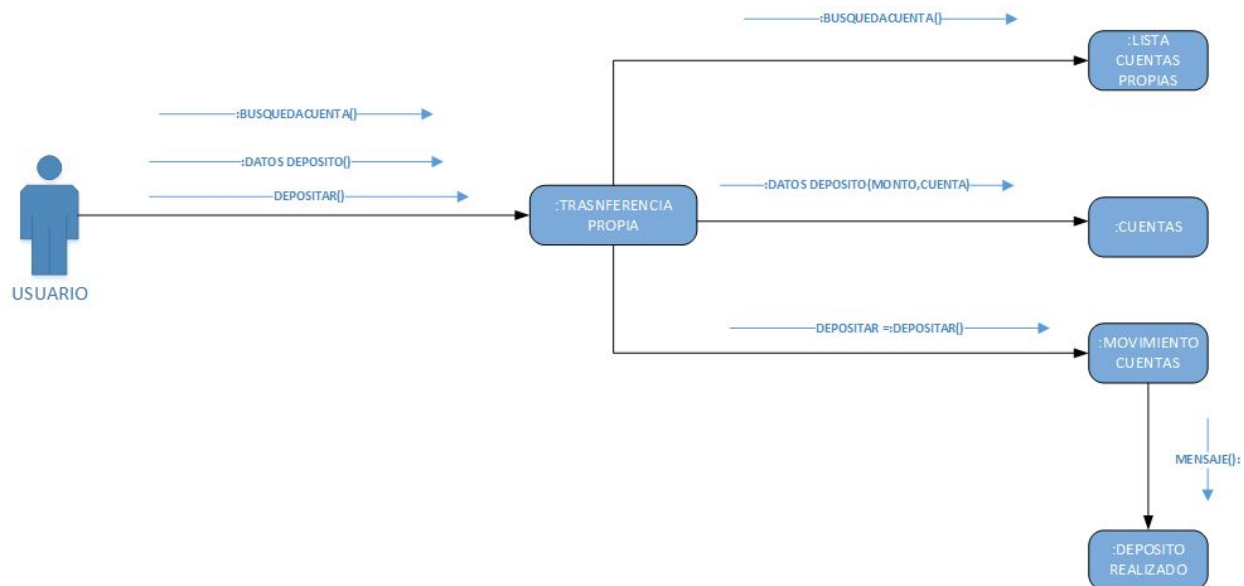 :BUSQUEDACUENTA()
:LISTA
CUENTAS
PROPIAS
:BUSQUEDACUENTA()
:DATOS DEPOSITO()
DEPOSITAR()
:TRASNFERENCIA
PROPIA
:DATOS DEPOSITO(MONTO,CUENTA)
:CUENTAS
USUARIO
DEPOSITAR =:DEPOSITAR()
:MOVIMIENTO
CUENTAS
MENSAJE():
:DEPOSITO
REALIZADO